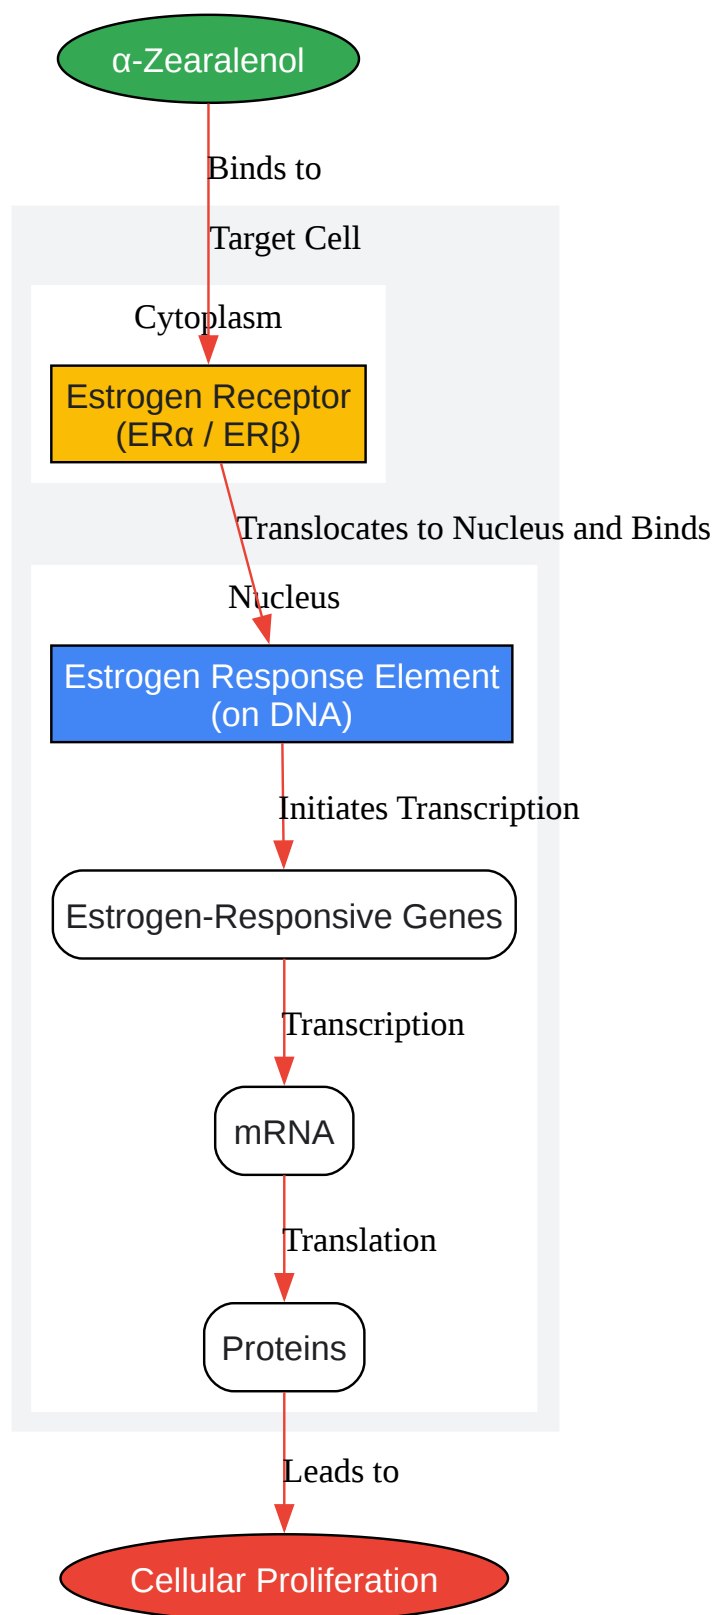 α-Zearalenol
Binds to
Target Cell
Cytoplasm
Estrogen Receptor
(ERα / ERβ)
Translocates to Nucleus and Binds
Nucleus
Estrogen Response Element
(on DNA)
Initiates Transcription
Estrogen-Responsive Genes
Transcription
mRNA
Translation
Proteins
Leads to
Cellular Proliferation